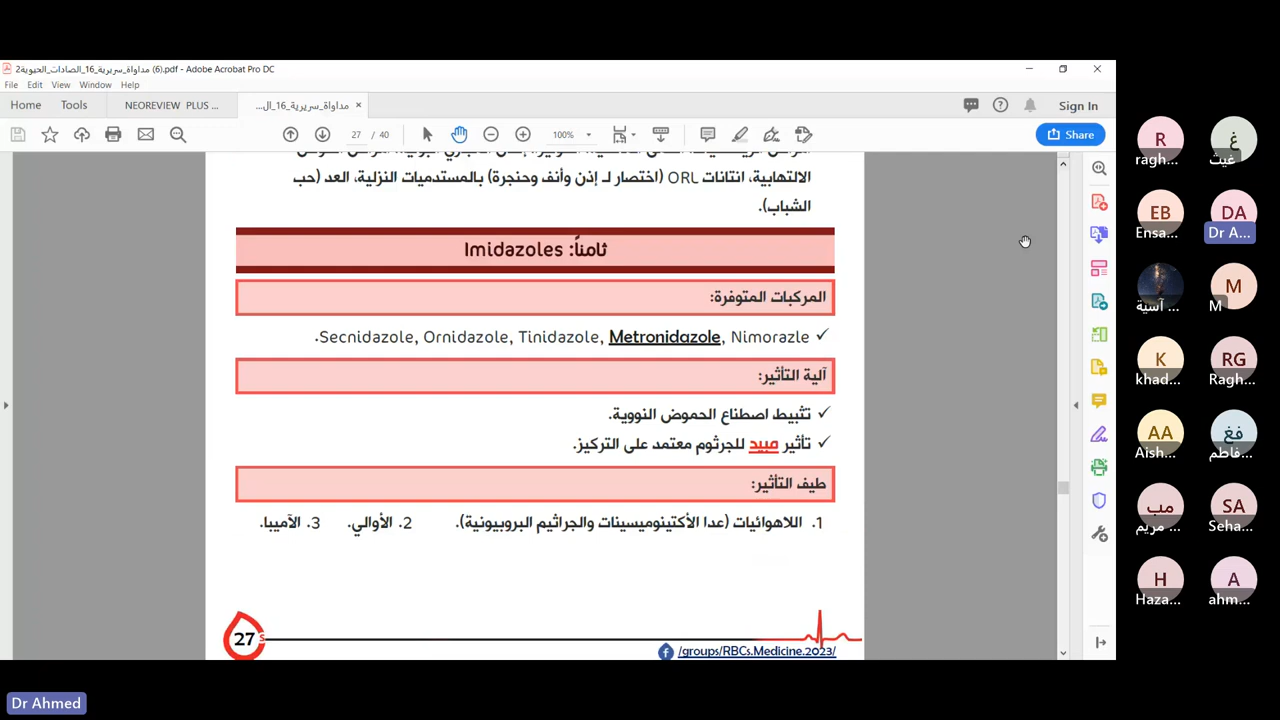 مداواة_سريرية_16_الصادات_الحيوية2 (6).pdf - Adobe Acrobat Pro DC
File Edit View Window Help
Home Tools NEOREVIEW PLUS ... مداواة_سريرية_16_ال... × Sign In
27 / 40 100% Share
الالتهابية، انتانات ORL (اختصار لـ إذن وأنف وحنجرة) بالمستدميات النزلية، العد (حب
الشباب).
ثامناً: Imidazoles
المركبات المتوفرة:
✓ Secnidazole, Ornidazole, Tinidazole, Metronidazole, Nimorazle.
آلية التأثير:
✓ تثبيط اصطناع الحموض النووية.
✓ تأثير مبيد للجرثوم معتمد على التركيز.
طيف التأثير:
1. اللاهوائيات (عدا الأكتينوميسينات والجراثيم البروبيونية). 2. الأوالي. 3. الآميبا.
27
/groups/RBCs.Medicine.2023/
R غ
ragh... غيث
EB DA
Ensa... Dr A...
M
آسية ... M
K RG
khad... Ragh...
AA فغ
Aish... فاطم...
مب SA
مريم ... Seha...
H A
Haza... ahm...
Dr Ahmed